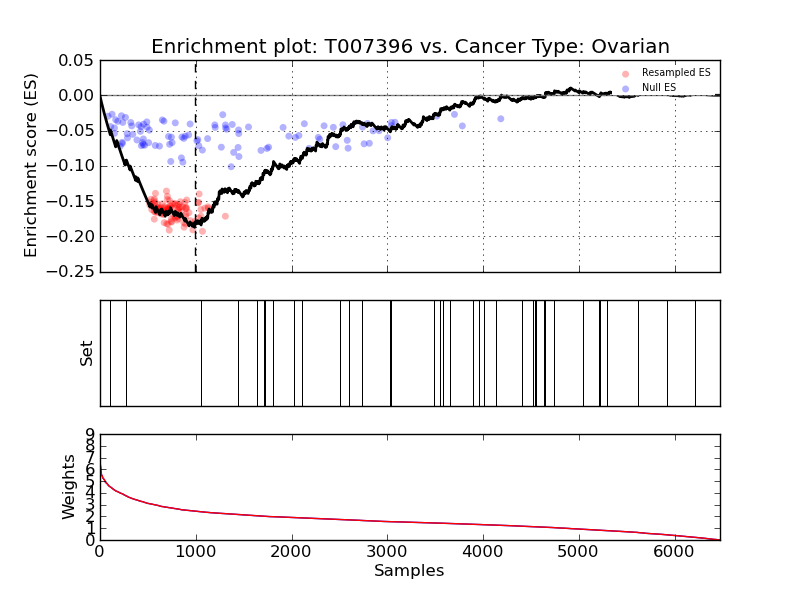 Enrichment plot: T007396 vs. Cancer Type: Ovarian
Enrichment score (ES)
0.05
0.00
−0.05
−0.10
−0.15
−0.20
−0.25
Resampled ES
Null ES
Set
Weights
9
8
7
6
5
4
3
2
1
0
0 1000 2000 3000 4000 5000 6000
Samples